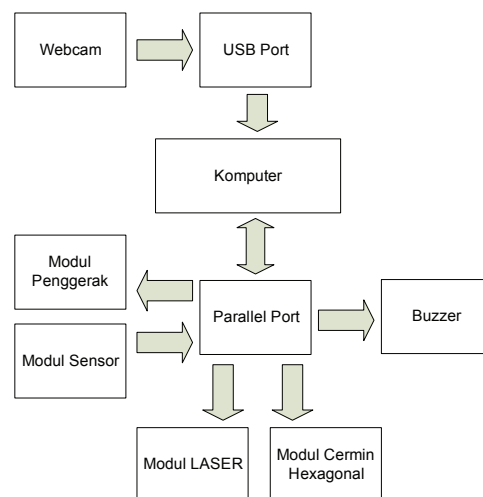 Webcam
USB Port
Komputer
Modul
Penggerak
Parallel Port
Buzzer
Modul Sensor
Modul LASER
Modul Cermin
Hexagonal